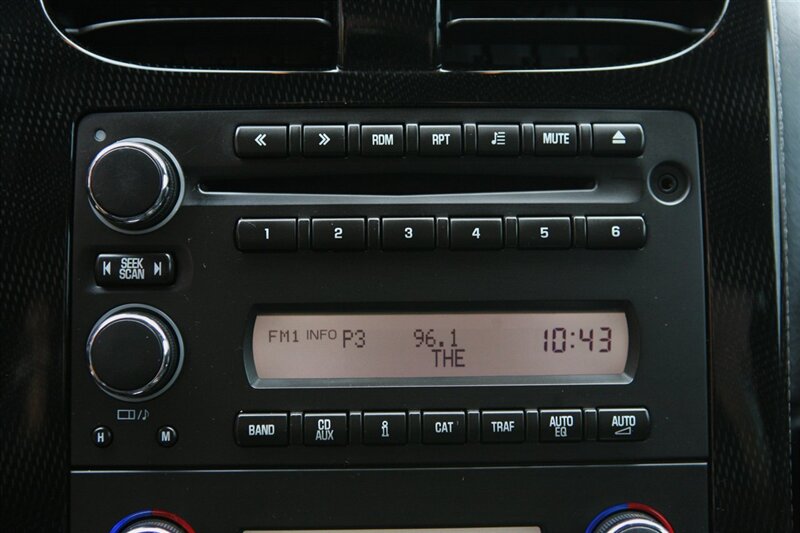 RDM RPT MUTE
1 2 3 4 5 6
SEEK
SCAN
FM1 INFO P3 96.1 10:43
THE
H M
BAND CD AUX i CAT TRAF AUTO EQ AUTO